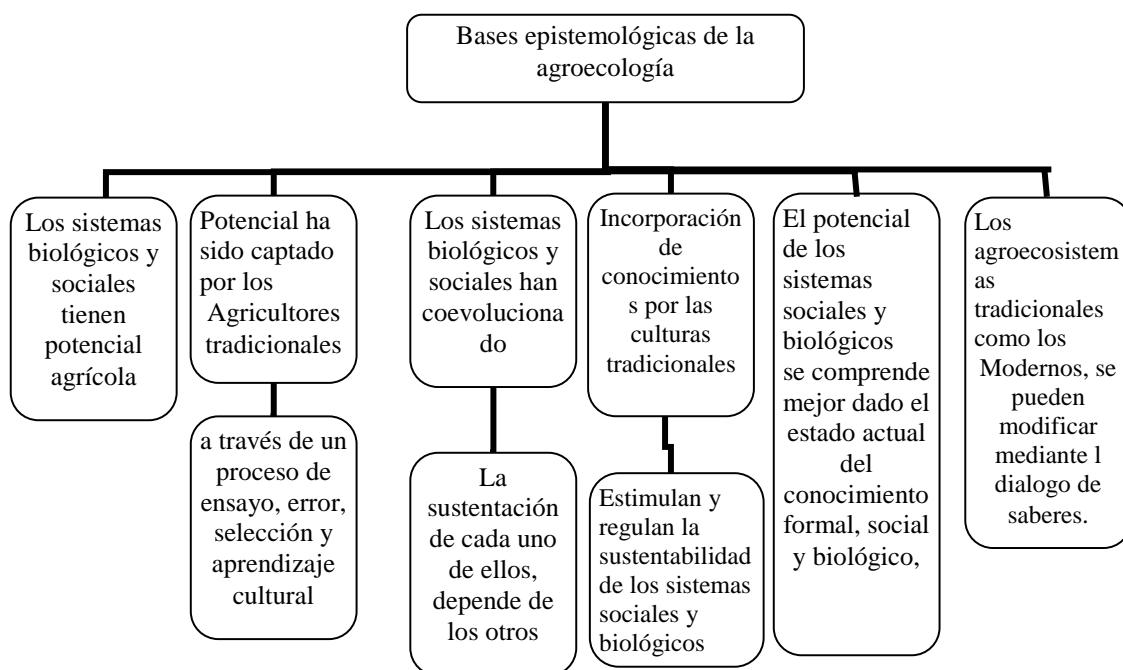 Bases epistemológicas de la
agroecología
Los sistemas
biológicos y
sociales
tienen
potencial
agrícola
Potencial ha
sido captado
por los
Agricultores
tradicionales
a través de un
proceso de
ensayo, error,
selección y
aprendizaje
cultural
Los sistemas
biológicos y
sociales han
coevoluciona
do
La
sustentación
de cada uno
de ellos,
depende de
los otros
Incorporación
de
conocimiento
s por las
culturas
tradicionales
Estimulan y
regulan la
sustentabilidad
de los sistemas
sociales y
biológicos
El potencial
de los
sistemas
sociales y
biológicos
se comprende
mejor dado el
estado actual
del
conocimiento
formal, social
y biológico,
Los
agroecosistem
as
tradicionales
como los
Modernos, se
pueden
modificar
mediante l
dialogo de
saberes.